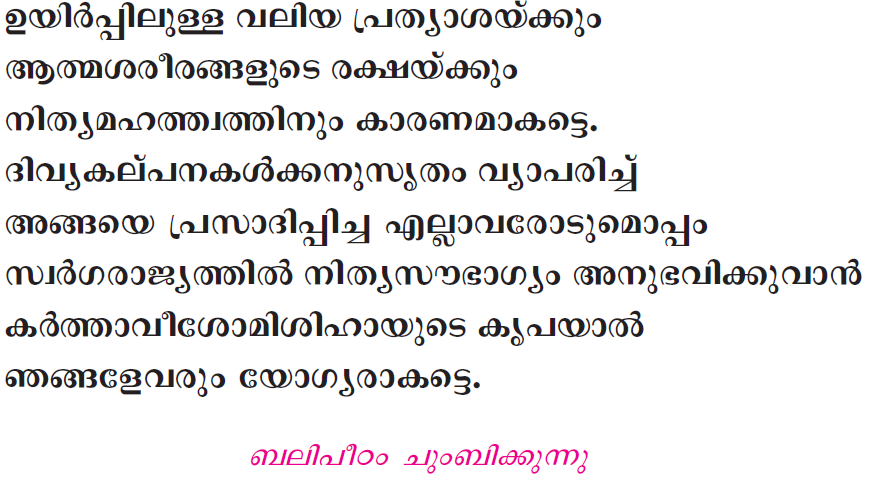 ഉയിർപ്പിലുള്ള വലിയ പ്രത്യാശയ്ക്കും
ആത്മശരീരങ്ങളുടെ രക്ഷയ്ക്കും
നിത്യമഹത്ത്വത്തിനും കാരണമാകട്ടെ.
ദിവ്യകല്പനകൾക്കനുസൃതം വ്യാപരിച്ച്
അങ്ങയെ പ്രസാദിപ്പിച്ച എല്ലാവരോടുമൊപ്പം
സ്വർഗരാജ്യത്തിൽ നിത്യസൗഭാഗ്യം അനുഭവിക്കുവാൻ
കർത്താവീശോമിശിഹായുടെ കൃപയാൽ
ഞങ്ങളേവരും യോഗ്യരാകട്ടെ.
ബലിപീഠം ചുംബിക്കുന്നു